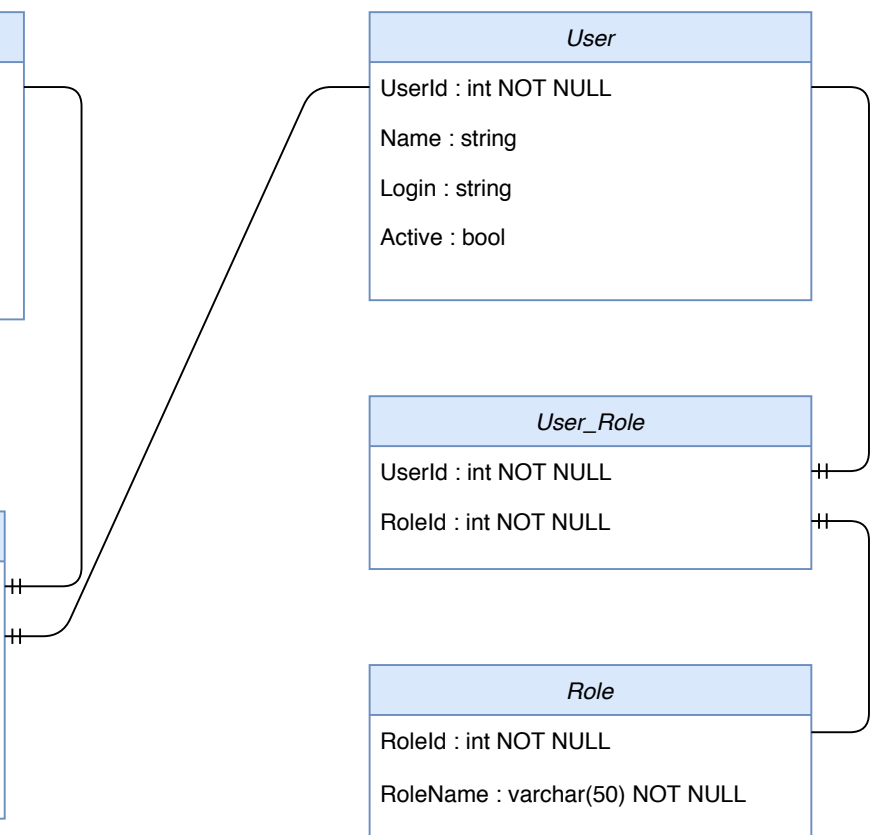 User
UserId : int NOT NULL
Name : string
Login : string
Active : bool
User_Role
UserId : int NOT NULL
RoleId : int NOT NULL
Role
RoleId : int NOT NULL
RoleName : varchar(50) NOT NULL